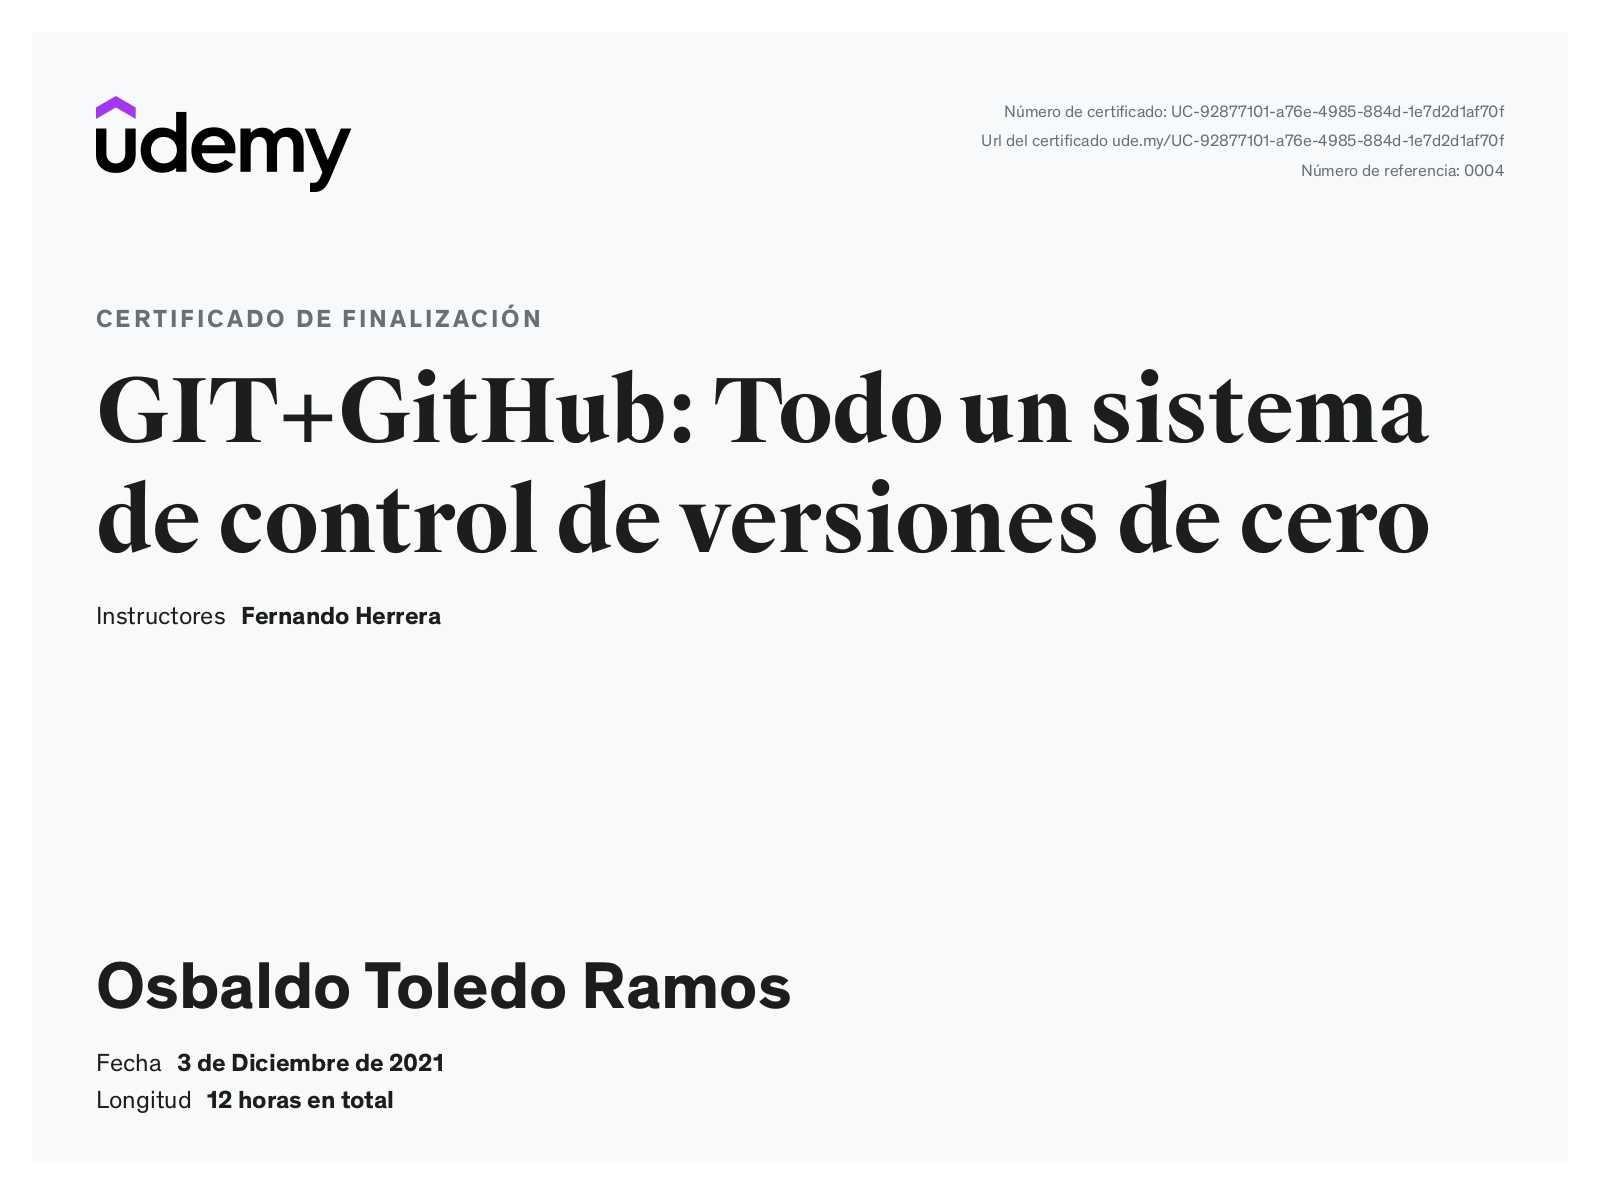 udemy
Número de certificado: UC-92877101-a76e-4985-884d-1e7d2d1af70f
Url del certificado ude.my/UC-92877101-a76e-4985-884d-1e7d2d1af70f
Número de referencia: 0004
CERTIFICADO DE FINALIZACIÓN
GIT+GitHub: Todo un sistema
de control de versiones de cero
Instructores Fernando Herrera
Osbaldo Toledo Ramos
Fecha 3 de Diciembre de 2021
Longitud 12 horas en total